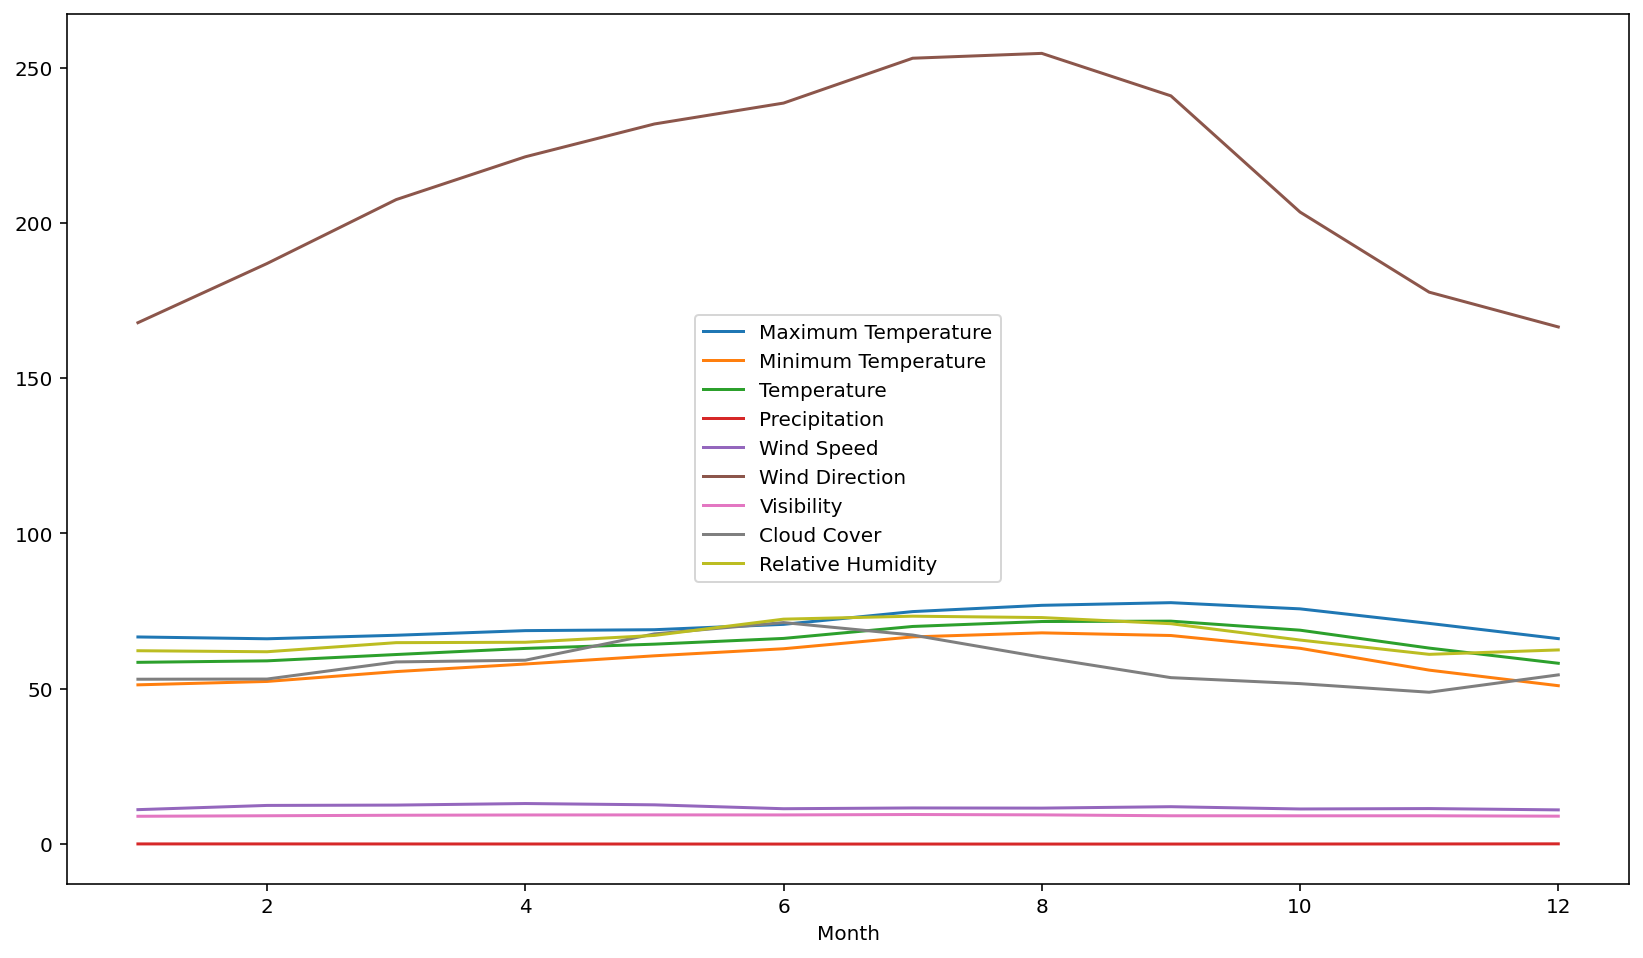 250
200
150
100
50
0
Maximum Temperature
Minimum Temperature
Temperature
Precipitation
Wind Speed
Wind Direction
Visibility
Cloud Cover
Relative Humidity
2 4 6 8 10 12
Month